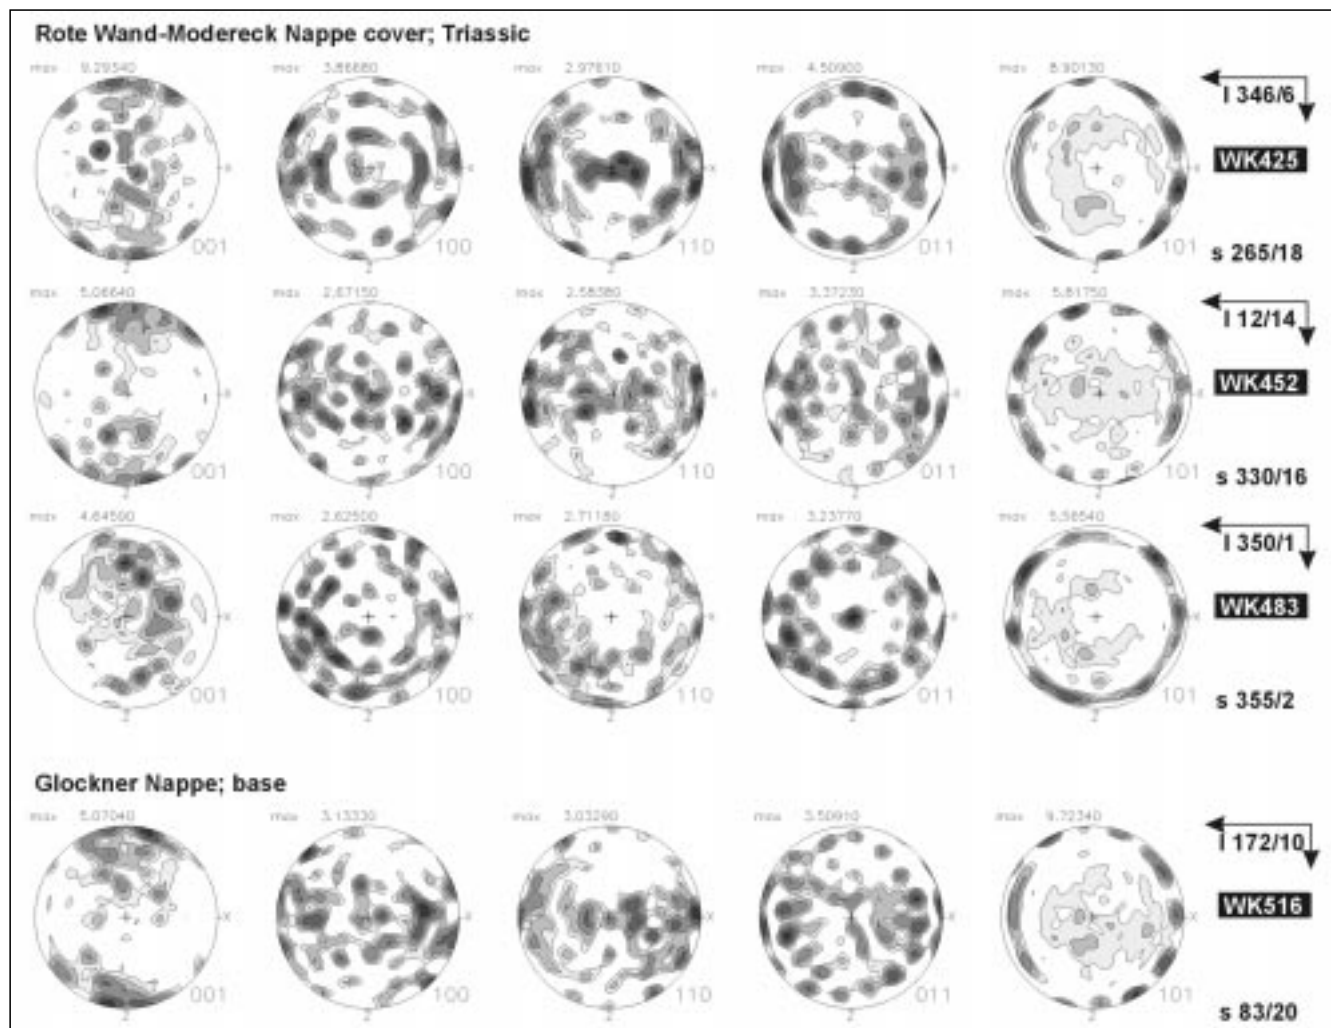 Rote Wand-Modereck Nappe cover; Triassic
max 9.29340 max 3.86680 max 2.97610 max 4.50900 max 8.90130
l 346/6
X X X X
WK425
001 100 110 011 101
s 265/18
Z Z Z Z Z
max 5.06640 max 2.67150 max 2.58380 max 3.37230 max 5.81750
l 12/14
WK452
001 100 110 011 101
s 330/16
Z Z Z Z Z
max 4.64590 max 2.62500 max 2.71180 max 3.23770 max 5.56540
l 350/1
X X X X
WK483
001 100 110 011 101
s 355/2
Z Z Z Z Z
Glockner Nappe; base
max 5.07040 max 3.13330 max 3.03290 max 3.50910 max 9.72340
l 172/10
X X X X
WK516
001 100 110 011 101
s 83/20
Z Z Z Z Z